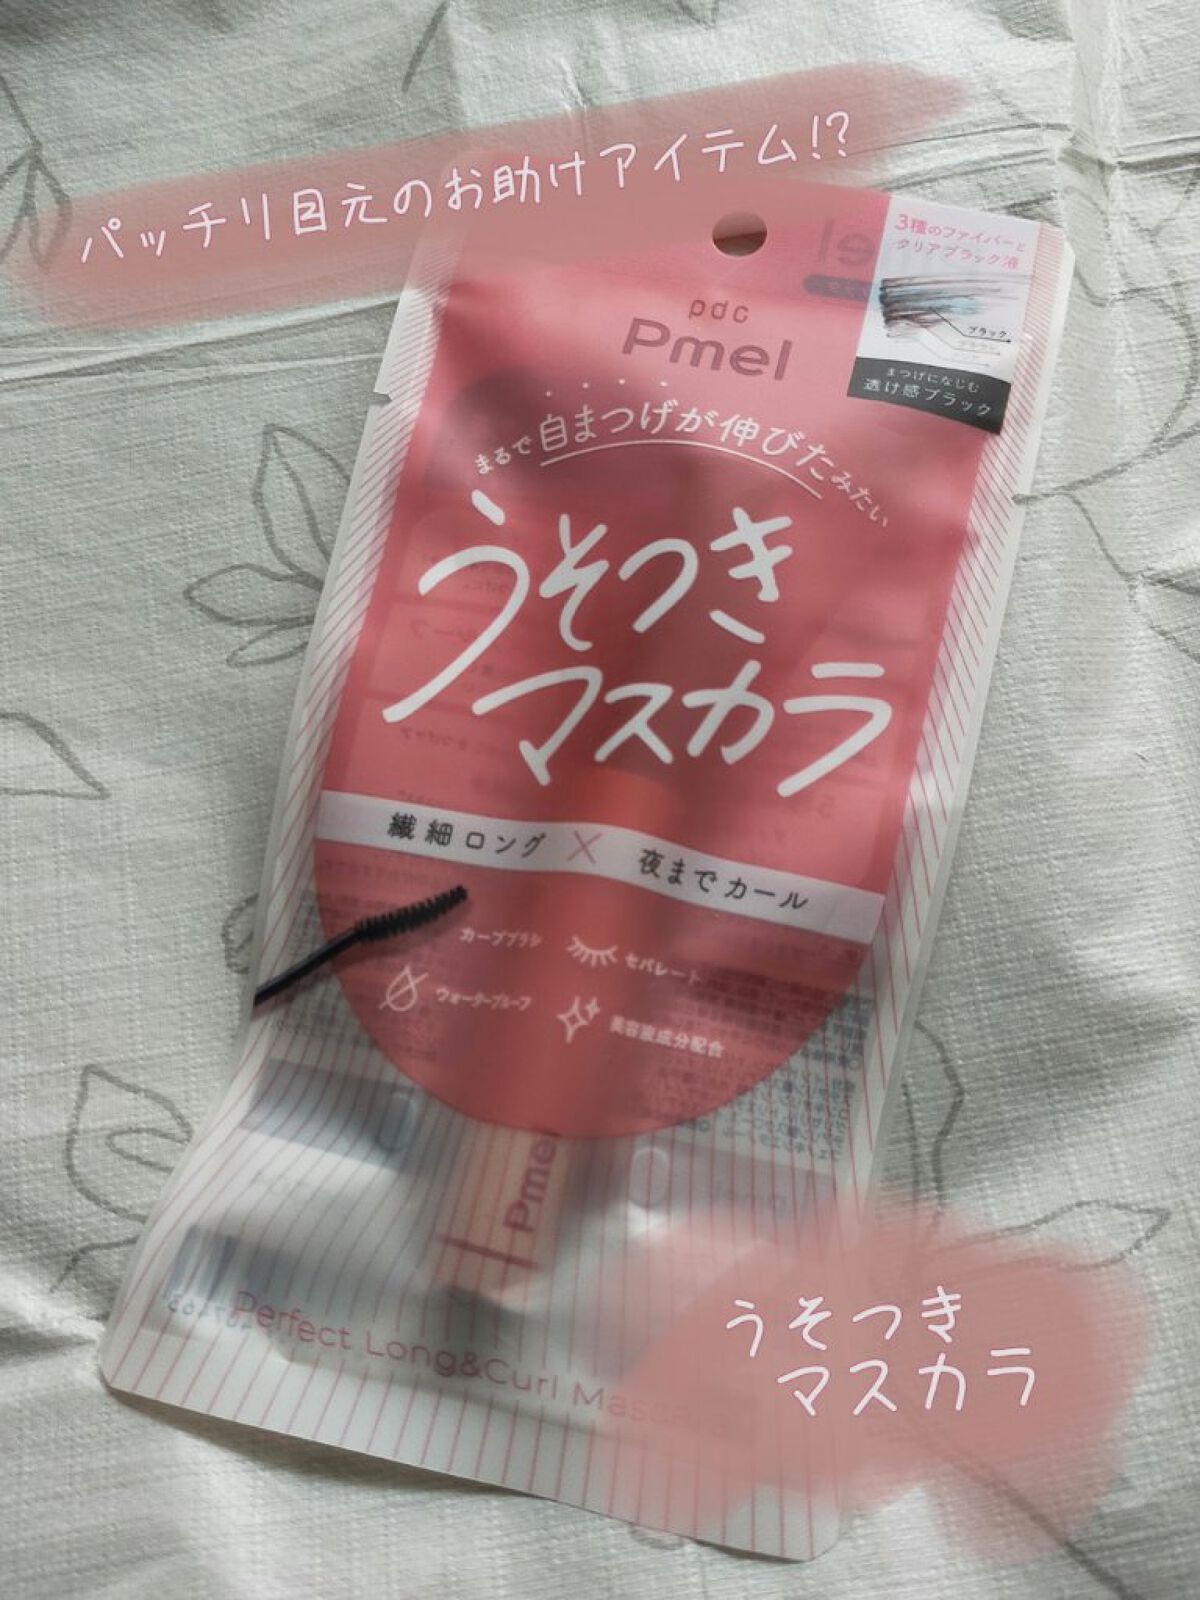 パッチリ目元のお助けアイテム!?
3種のファイバーと
クリアブラック液
ブラック
まつげになじむ
透け感ブラック
pdc
Pmel
まるで自まつげが伸びたみたい
うそつき
マスカラ
繊細ロング × 夜までカール
カーブブラシ
セパレート
ウォータープルーフ
美容液成分配合
Pmel
Perfect Long&Curl
うそつき
マスカラ